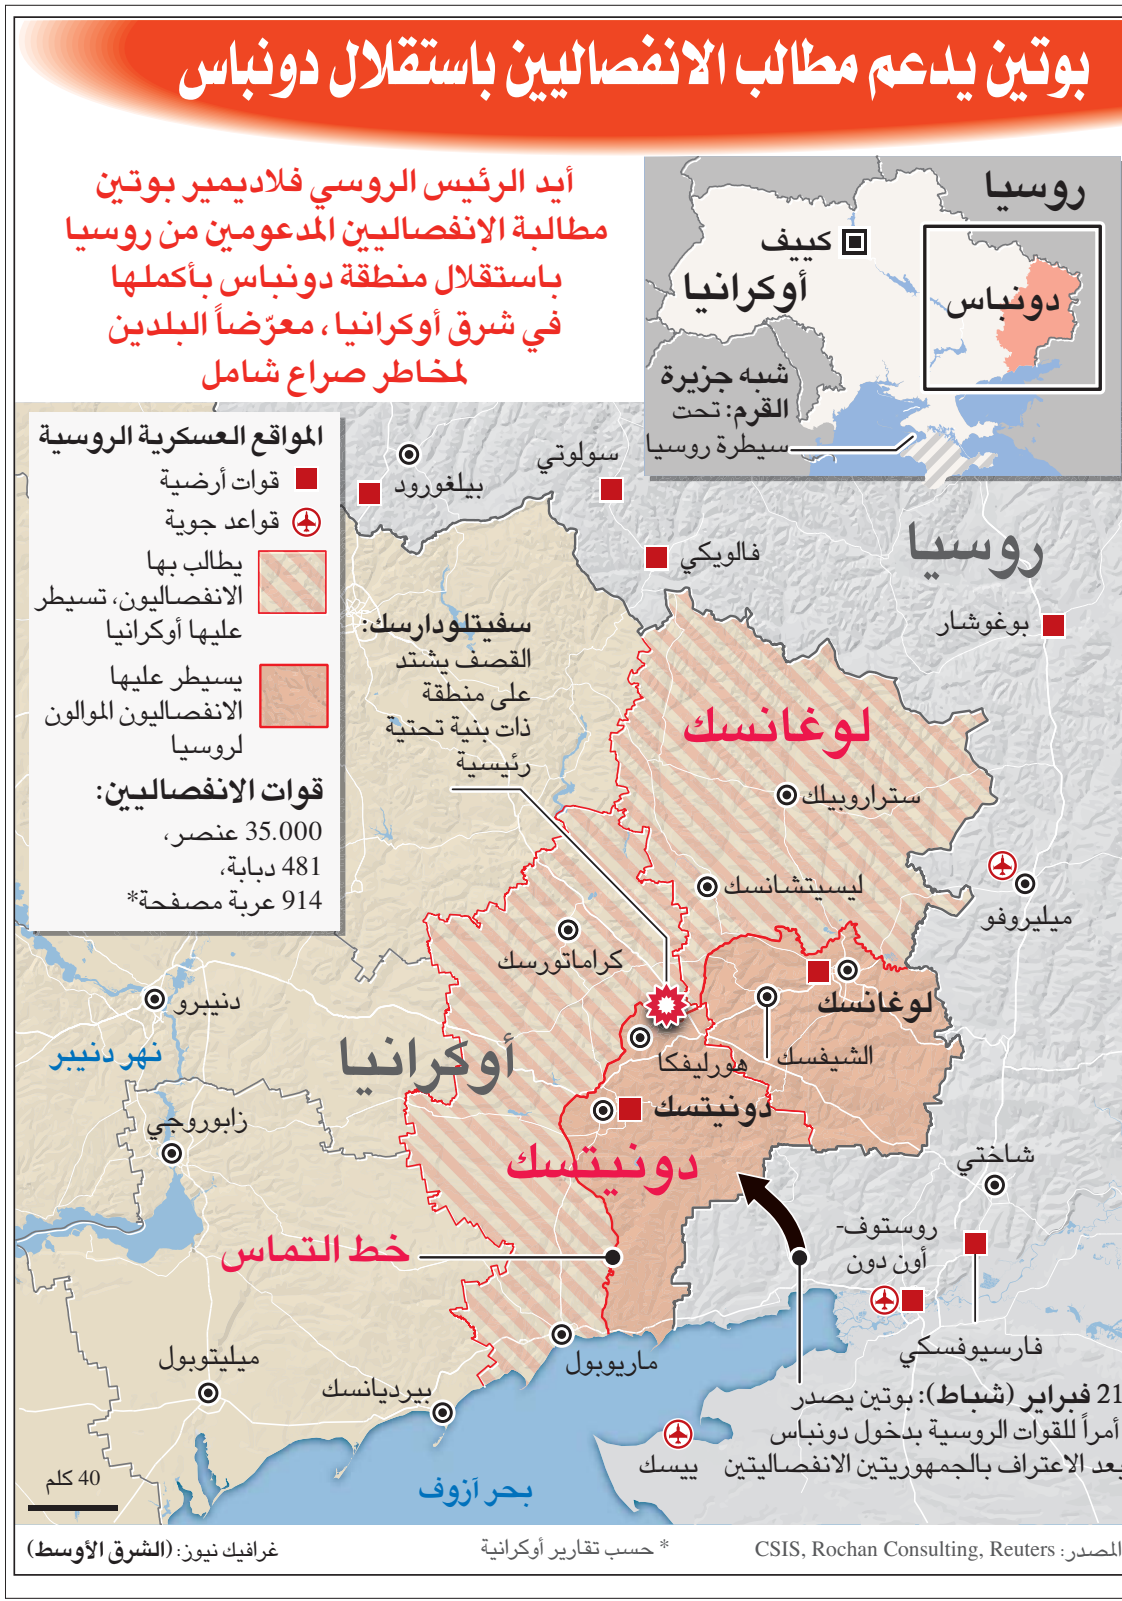 بوتين يدعم مطالب الانفصاليين باستقلال دونباس
أيد الرئيس الروسي فلاديمير بوتين
مطالبة الانفصاليين المدعومين من روسيا
باستقلال منطقة دونباس بأكملها
في شرق أوكرانيا، معرّضاً البلدين
لمخاطر صراع شامل
روسيا
كييف
أوكرانيا
دونباس
شبه جزيرة
القرم: تحت
سيطرة روسيا
المواقع العسكرية الروسية
قوات أرضية
قواعد جوية
يطالب بها
الانفصاليون، تسيطر
عليها أوكرانيا
يسيطر عليها
الانفصاليون الموالون
لروسيا
قوات الانفصاليين:
35.000 عنصر،
481 دبابة،
914 عربة مصفحة*
سولوتي
بيلغورود
روسيا
فالويكي
بوغوشار
سفيتلودارسك:
القصف يشتد
على منطقة
ذات بنية تحتية
رئيسية
لوغانسك
ستراروبيلك
ليسيتشانسك
ميليروفو
كراماتورسك
لوغانسك
دنيبرو
نهر دنيبر
أوكرانيا
هورليفكا
الشيفسك
دونيتسك
زابوروجي
دونيتسك
شاختي
خط التماس
روستوف-
أون دون
فارسيوفسكي
ماريوبول
ميليتوبول
بيرديانسك
21 فبراير (شباط): بوتين يصدر
أمراً للقوات الروسية بدخول دونباس
بعد الاعتراف بالجمهوريتين الانفصاليتين
ييسك
بحر آزوف
40 كلم
المصدر: CSIS, Rochan Consulting, Reuters
* حسب تقارير أوكرانية
غرافيك نيوز: (الشرق الأوسط)